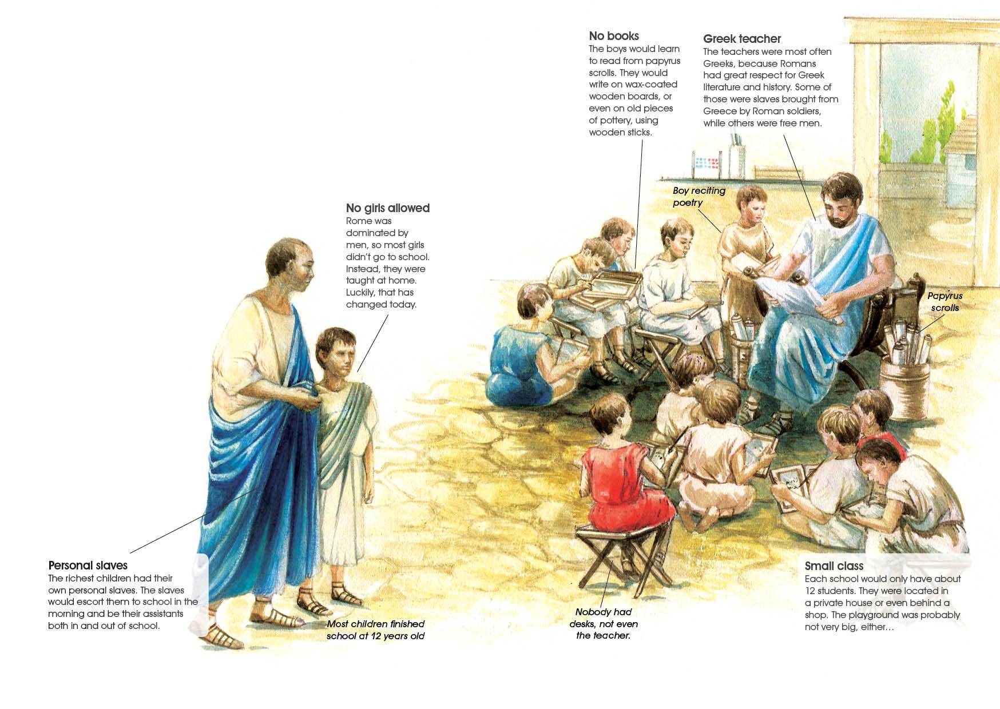 No books
The boys would learn
to read from papyrus
scrolls. They would
write on wax-coated
wooden boards, or
even on old pieces
of pottery, using
wooden sticks.
Greek teacher
The teachers were most often
Greeks, because Romans
had great respect for Greek
literature and history. Some of
those were slaves brought from
Greece by Roman soldiers,
while others were free men.
Boy reciting
poetry
No girls allowed
Rome was
dominated by
men, so most girls
didn't go to school.
Instead, they were
taught at home.
Luckily, that has
changed today.
Papyrus
scrolls
Personal slaves
The richest children had their
own personal slaves. The slaves
would escort them to school in the
morning and be their assistants
both in and out of school.
Most children finished
school at 12 years old
Nobody had
desks, not even
the teacher.
Small class
Each school would only have about
12 students. They were located in
a private house or even behind a
shop. The playground was probably
not very big, either…